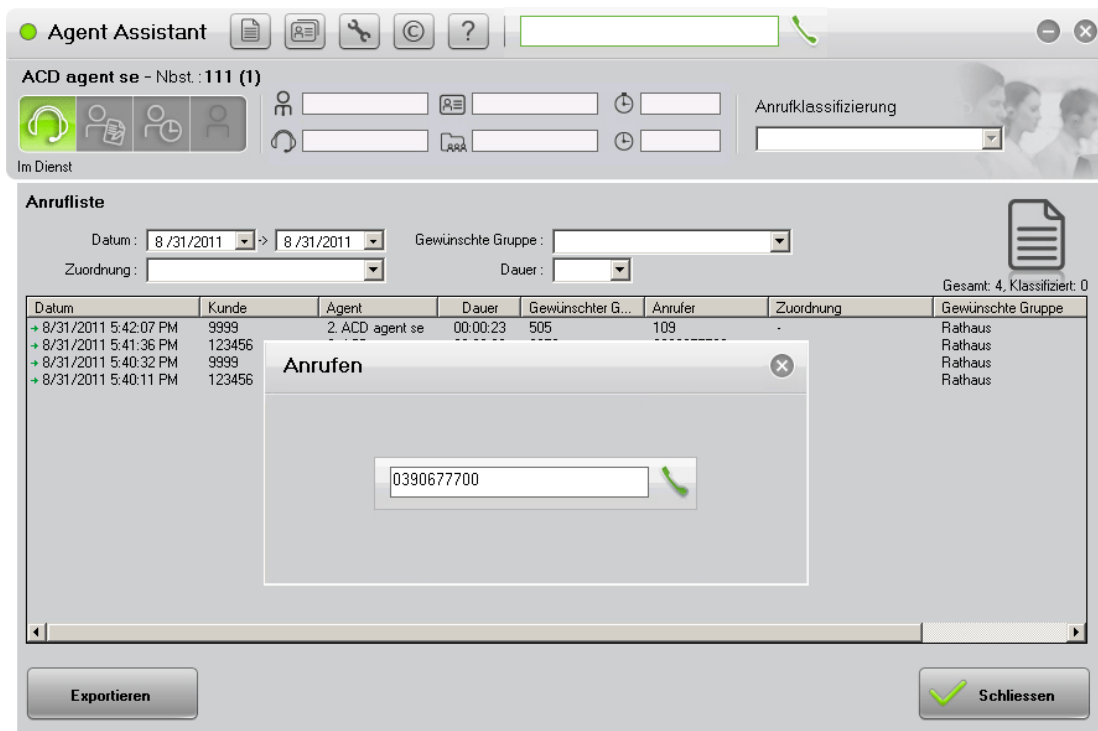 Agent Assistant
©
?
ACD agent se - Nbst. : 111 (1)
Im Dienst
Anrufklassifizierung
Anrufliste
Datum : 8 /31/2011 -> 8 /31/2011 Gewünschte Gruppe :
Zuordnung : Dauer :
Gesamt: 4, Klassifiziert: 0
Datum Kunde Agent Dauer Gewünschter G... Anrufer Zuordnung Gewünschte Gruppe
8/31/2011 5:42:07 PM 9999 2. ACD agent se 00:00:23 505 109 - Rathaus
8/31/2011 5:41:36 PM 123456 Rathaus
8/31/2011 5:40:32 PM 9999 Rathaus
8/31/2011 5:40:11 PM 123456 Rathaus
Anrufen
0390677700
Exportieren
Schliessen